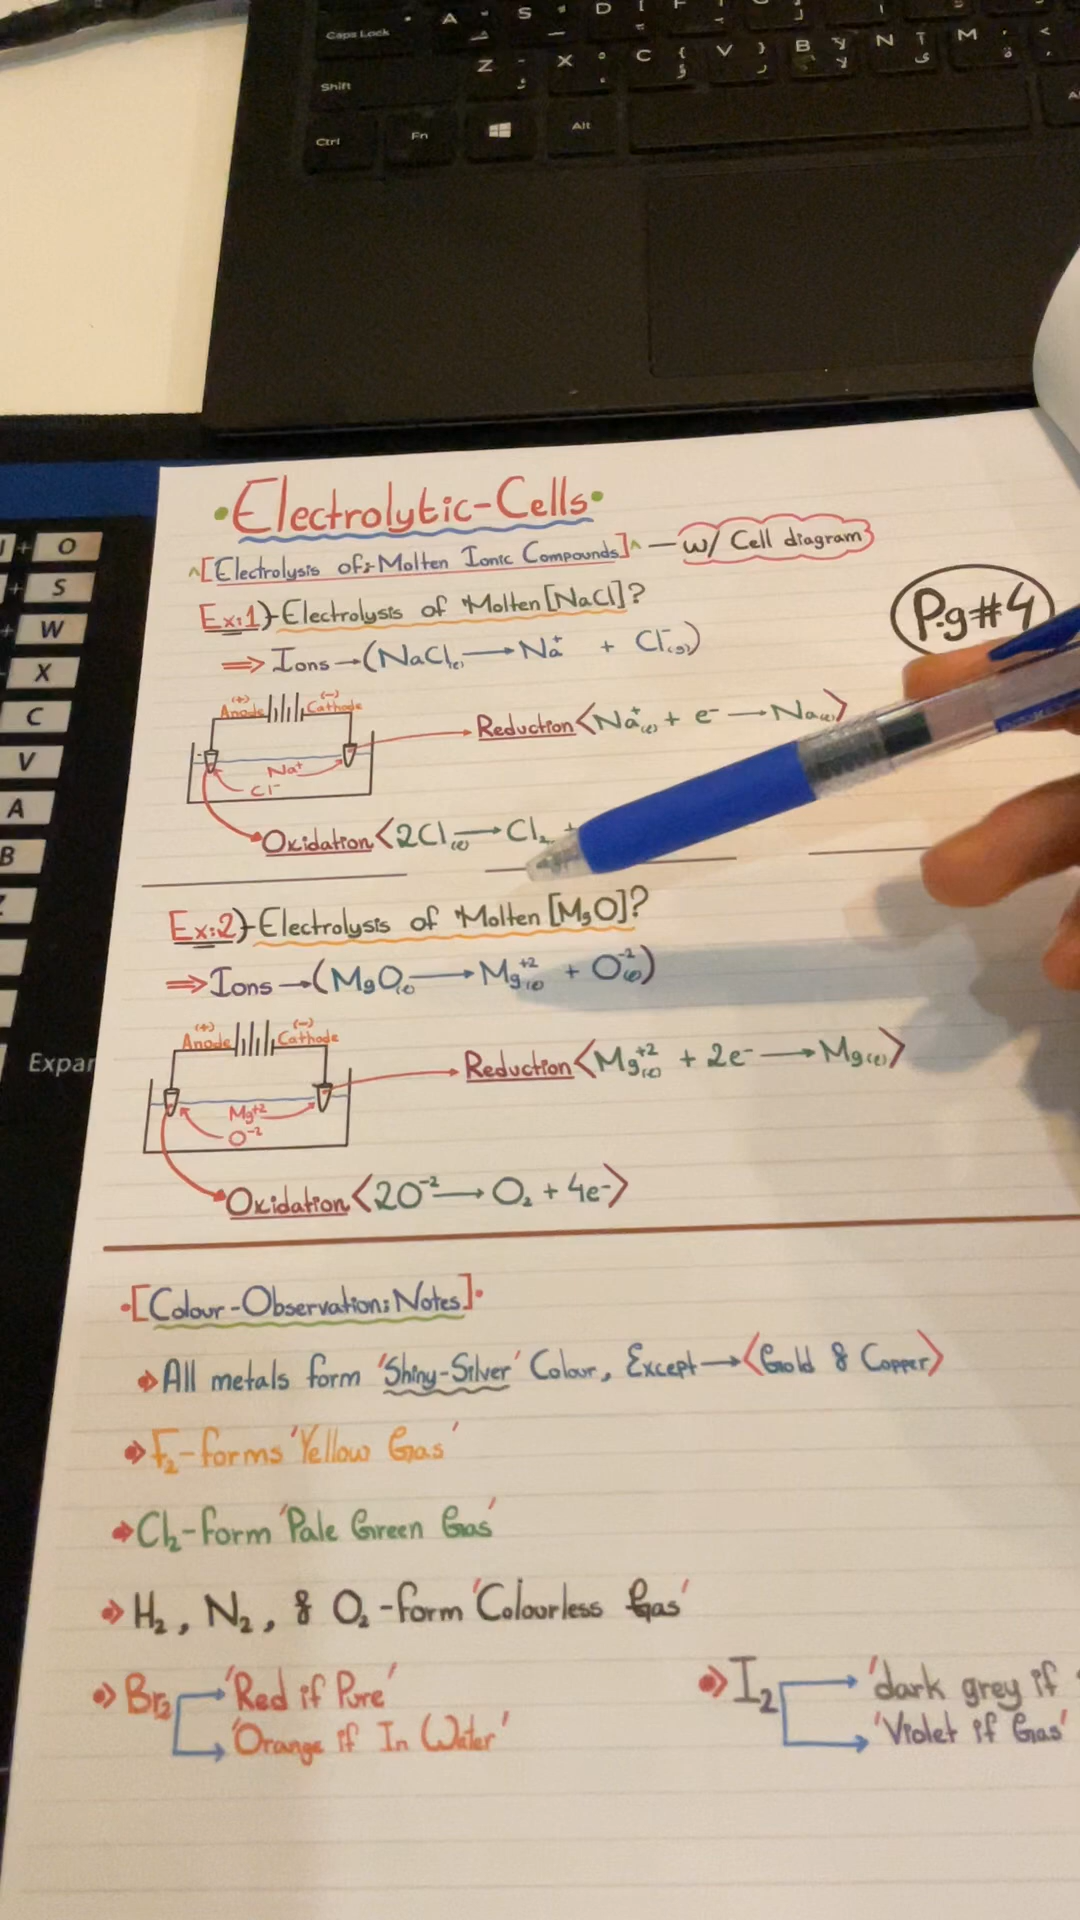 Caps Lock A S D F
Shift Z X C V B N M <
Ctrl Fn Alt
•Electrolytic-Cells•
^[Electrolysis of:-Molten Ionic Compounds]^ — w/ Cell diagram
Ex:1)-Electrolysis of "Molten [NaCl]?
P.g#4
⇒ Ions→(NaCl(ℓ) → Na⁺ + Cl⁻(g))
(+) (-)
Anode Cathode
Reduction <Na⁺(ℓ) + e⁻ → Na(ℓ)>
Na⁺
Cl⁻
Oxidation <2Cl⁻(ℓ) → Cl₂ +
Ex:2)-Electrolysis of "Molten [MgO]?
⇒ Ions→(MgO(ℓ) → Mg⁺²(ℓ) + O⁻²(ℓ))
(+) (-)
Anode Cathode
Reduction <Mg⁺²(ℓ) + 2e⁻ → Mg(ℓ)>
Mg⁺²
O⁻²
Oxidation <2O⁻² → O₂ + 4e⁻>
•[Colour-Observation:Notes]•
All metals form 'Shiny-Silver' Colour, Except→<Gold & Copper>
F₂-forms 'Yellow Gas'
Cl₂-form 'Pale Green Gas'
H₂, N₂, & O₂-form 'Colourless Gas'
Br₂ 'Red if Pure'
'Orange if In Water'
I₂ 'dark grey if
'Violet if Gas'
+ O
+ S
+ W
X
C
V
A
B
Z